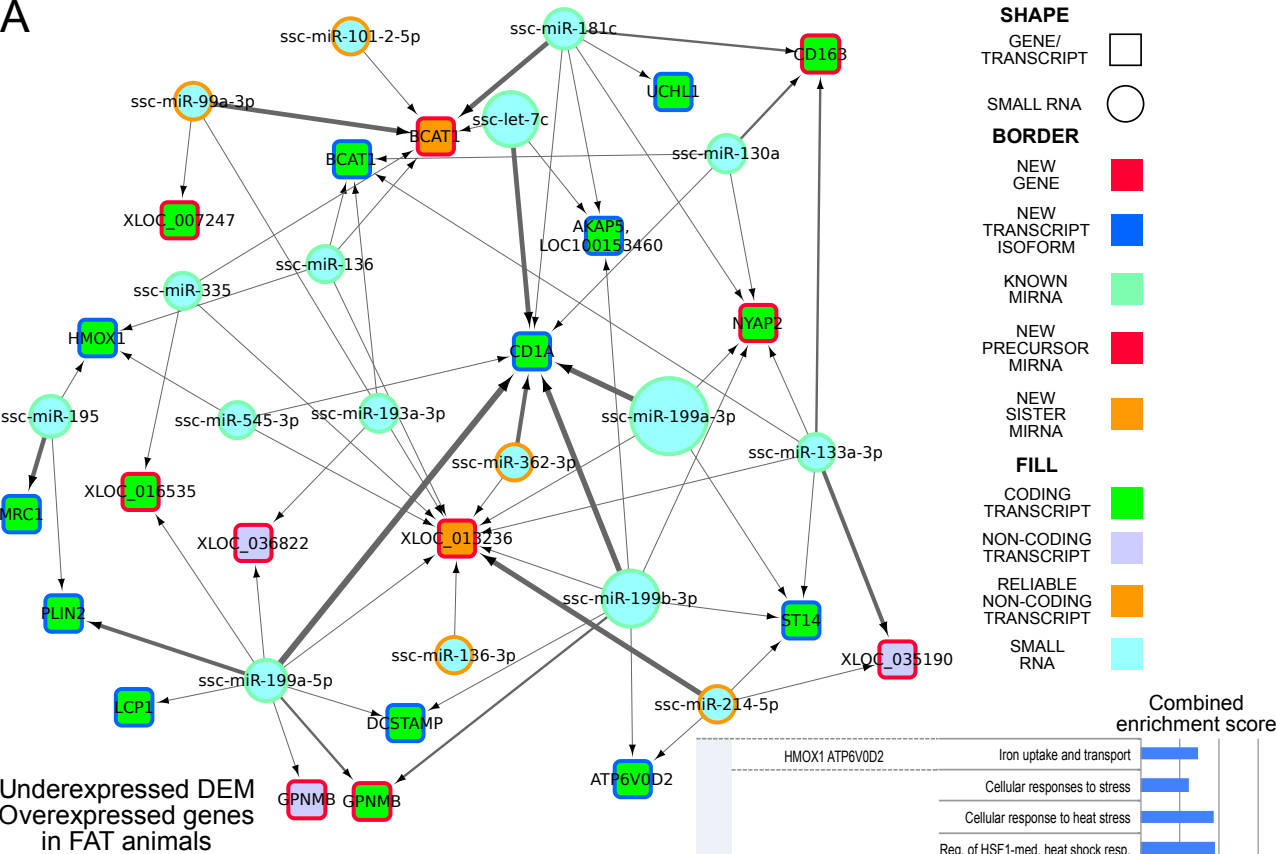 A
ssc-miR-101-2-5p
ssc-miR-181c
CD163
UCHL1
ssc-miR-99a-3p
ssc-let-7c
BCAT1
BCAT1
ssc-miR-130a
XLOC_007247
AKAP5,
LOC100153460
ssc-miR-136
ssc-miR-335
HMOX1
NYAP2
CD1A
ssc-miR-195
ssc-miR-545-3p
ssc-miR-193a-3p
ssc-miR-199a-3p
ssc-miR-362-3p
ssc-miR-133a-3p
XLOC_016535
MRC1
XLOC_036822
XLOC_013236
PLIN2
ssc-miR-199b-3p
ST14
ssc-miR-136-3p
XLOC_035190
ssc-miR-199a-5p
LCP1
DCSTAMP
ssc-miR-214-5p
ATP6V0D2
GPNMB
GPNMB
Underexpressed DEM
Overexpressed genes
in FAT animals
SHAPE
GENE/
TRANSCRIPT
SMALL RNA
BORDER
NEW
GENE
NEW
TRANSCRIPT
ISOFORM
KNOWN
MIRNA
NEW
PRECURSOR
MIRNA
NEW
SISTER
MIRNA
FILL
CODING
TRANSCRIPT
NON-CODING
TRANSCRIPT
RELIABLE
NON-CODING
TRANSCRIPT
SMALL
RNA
Combined
enrichment score
HMOX1 ATP6V0D2
Iron uptake and transport
Cellular responses to stress
Cellular response to heat stress
Reg. of HSF1-med. heat shock resp.